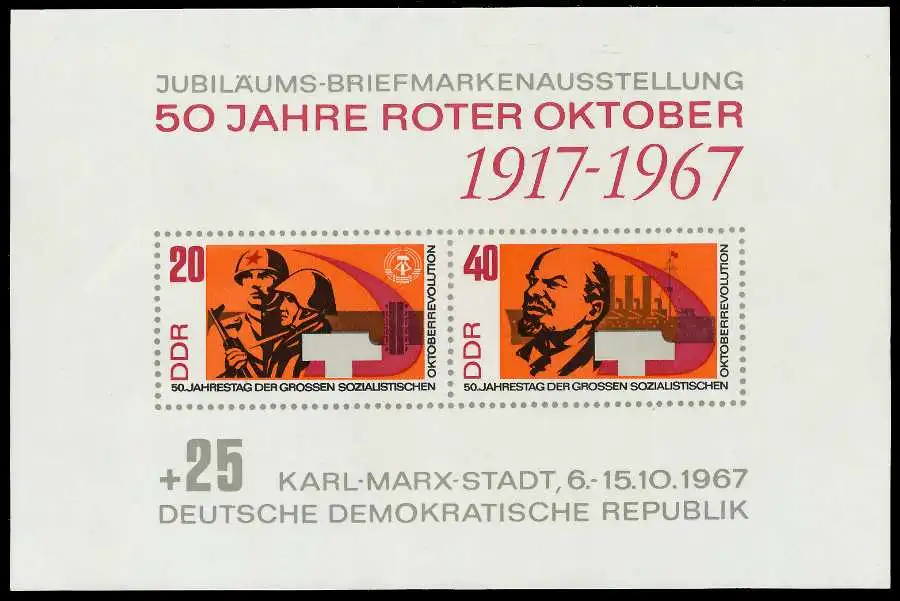 JUBILÄUMS-BRIEFMARKENAUSSTELLUNG
50 JAHRE ROTER OKTOBER
1917-1967
20
DDR
50. JAHRESTAG DER GROSSEN SOZIALISTISCHEN
OKTOBERREVOLUTION
40
DDR
50. JAHRESTAG DER GROSSEN SOZIALISTISCHEN
OKTOBERREVOLUTION
+25
KARL-MARX-STADT, 6.-15.10.1967
DEUTSCHE DEMOKRATISCHE REPUBLIK